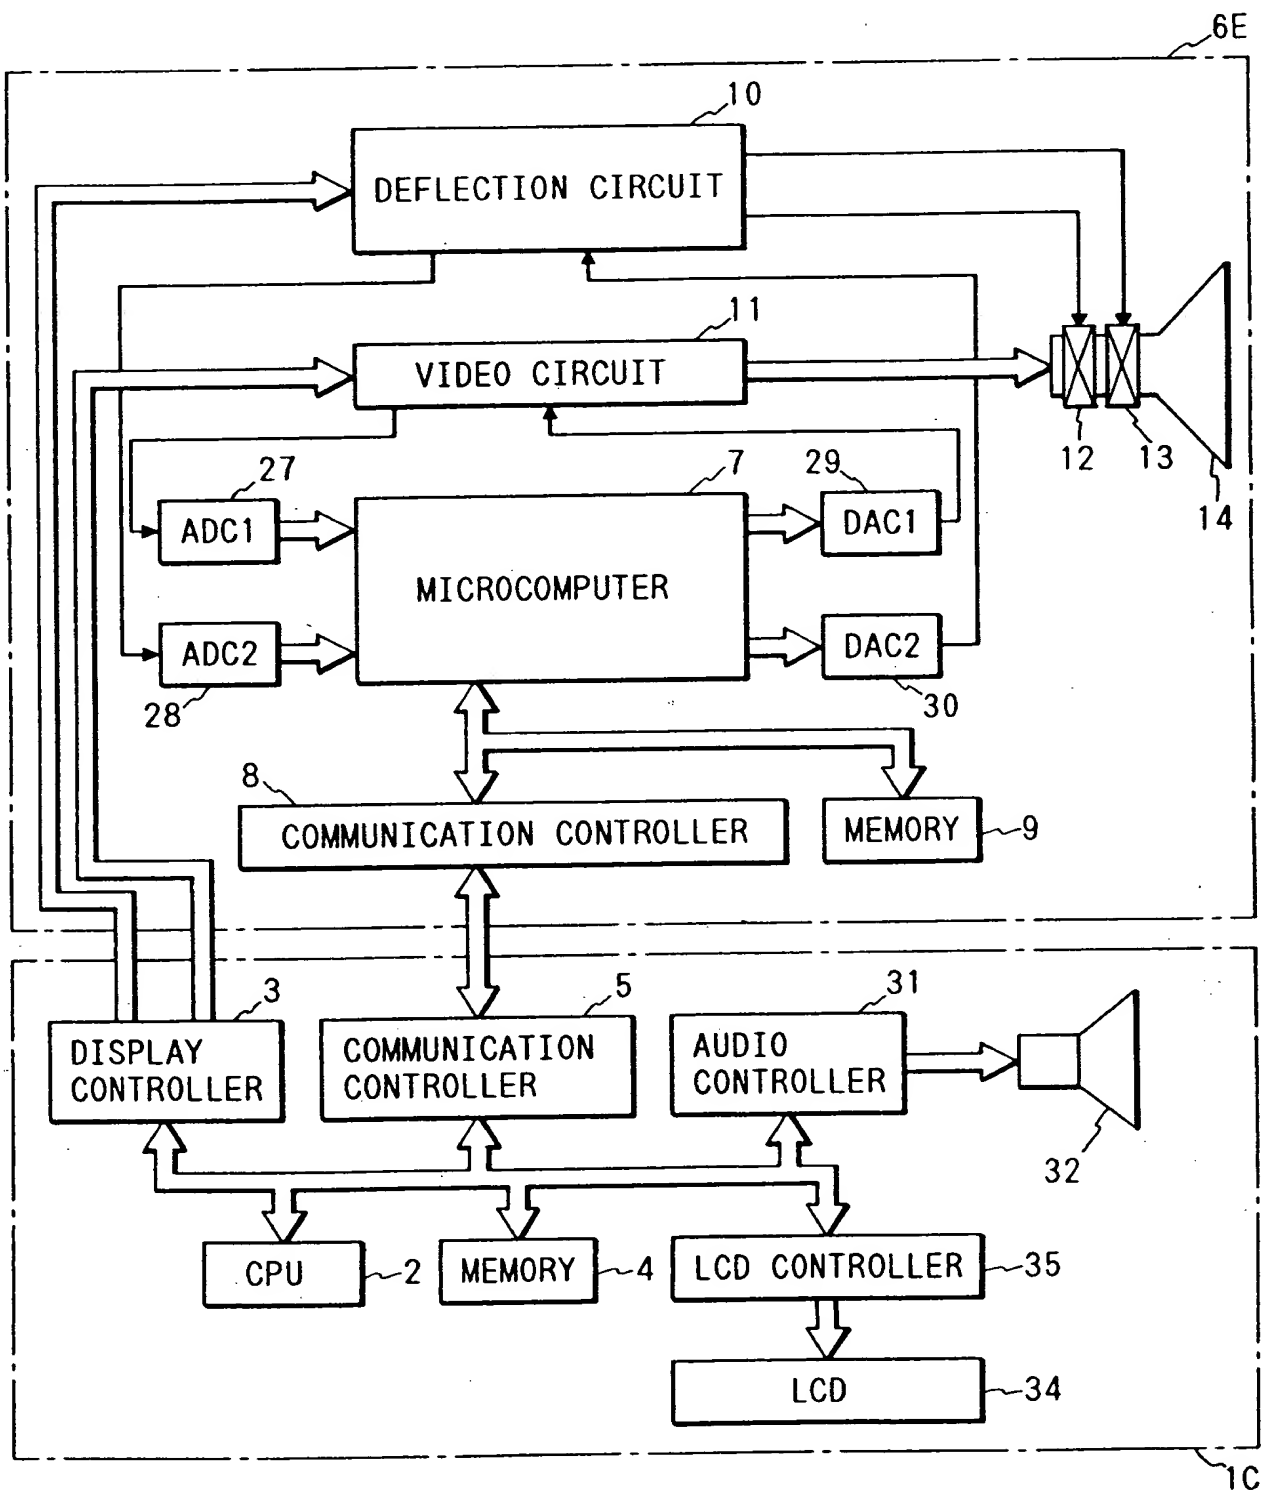 6E
10
DEFLECTION CIRCUIT
11
VIDEO CIRCUIT
12
13
14
27
ADC1
7
MICROCOMPUTER
29
DAC1
ADC2
28
DAC2
30
8
COMMUNICATION CONTROLLER
MEMORY
9
3
DISPLAY
CONTROLLER
5
COMMUNICATION
CONTROLLER
31
AUDIO
CONTROLLER
32
CPU
2
MEMORY
4
LCD CONTROLLER
35
LCD
34
1C